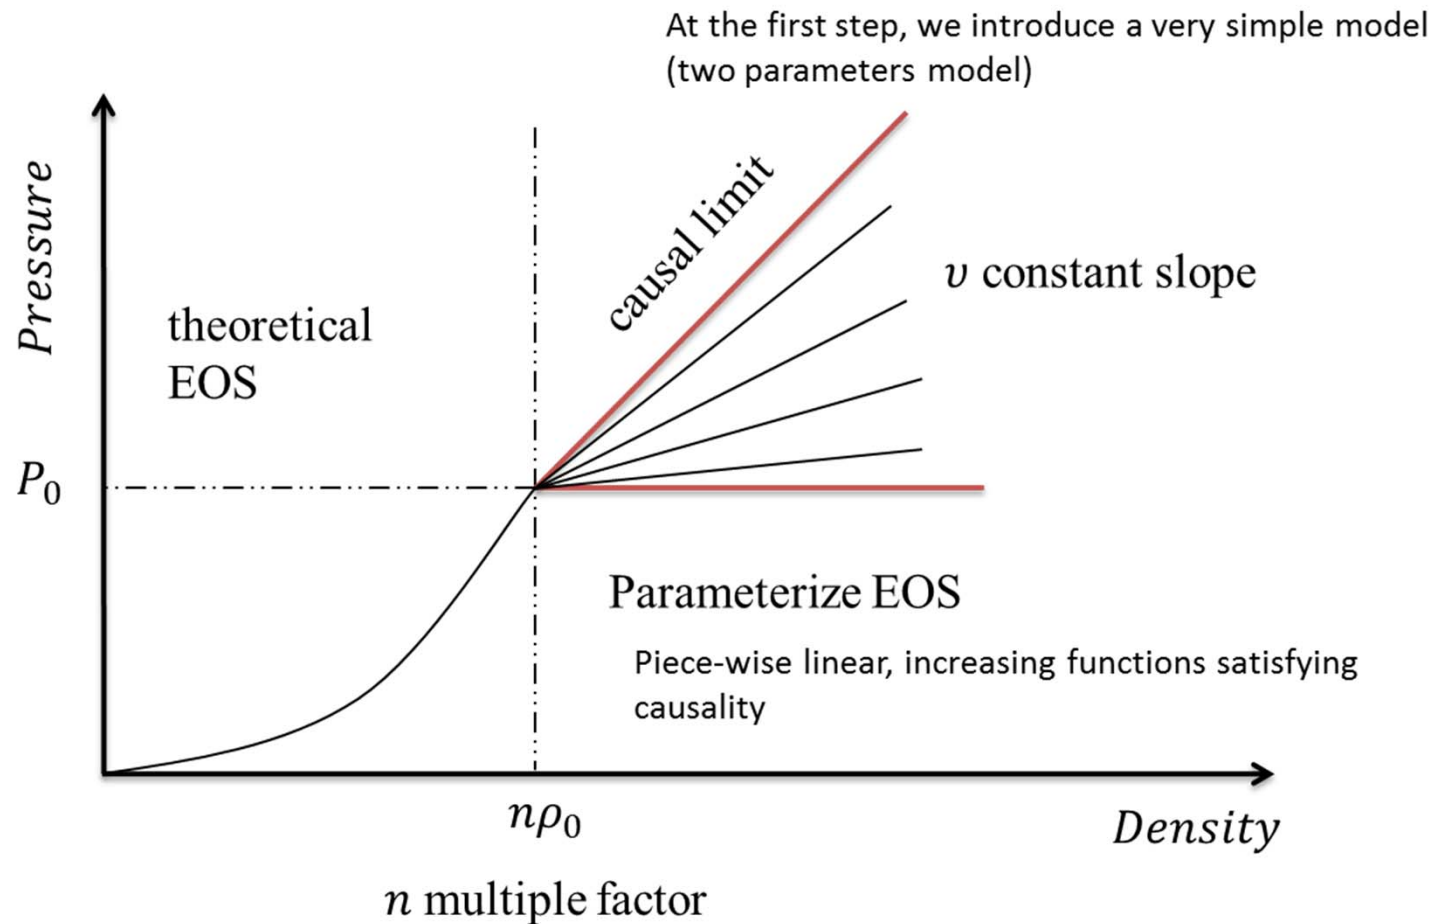 At the first step, we introduce a very simple model
(two parameters model)
Pressure
causal limit
υ constant slope
theoretical
EOS
P₀
Parameterize EOS
Piece-wise linear, increasing functions satisfying
causality
nρ₀
Density
n multiple factor